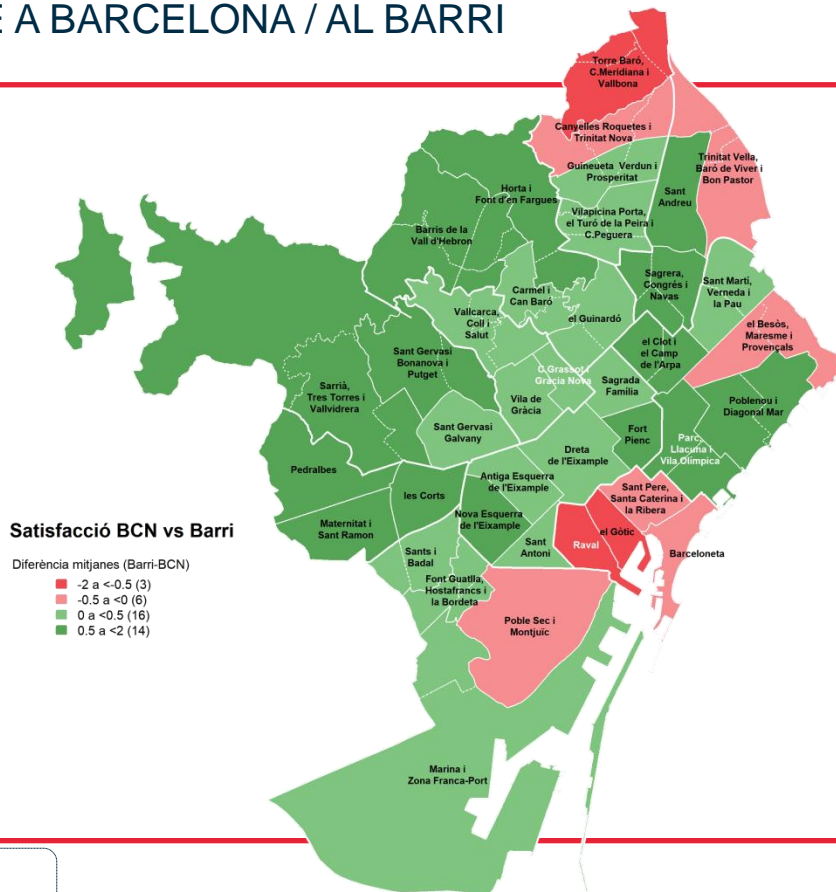 A BARCELONA / AL BARRI
Torre Baró,
C.Meridiana i
Vallbona
Canyelles Roquetes i
Trinitat Nova
Guineueta Verdun i
Prosperitat
Trinitat Vella,
Baró de Viver i
Bon Pastor
Sant
Andreu
Horta i
Font d'en Fargues
Vilapicina Porta,
el Turó de la Peira i
C.Peguera
Barris de la
Vall d'Hebron
Sagrera,
Congrés i
Navas
Sant Martí,
Verneda i
la Pau
Carmel i
Can Baró
Vallcarca,
Coll i
Salut
el Guinardó
el Besòs,
Maresme i
Provençals
el Clot i
el Camp
de l'Arpa
Sant Gervasi
Bonanova i
Putget
C.Grassot i
Gràcia Nova
Sagrada
Família
Sarrià,
Tres Torres i
Vallvidrera
Poblenou i
Diagonal Mar
Vila de
Gràcia
Sant Gervasi
Galvany
Fort
Pienc
Parc,
Llacuna i
Vila Olímpica
Dreta
de l'Eixample
Pedralbes
Antiga Esquerra
de l'Eixample
les Corts
Sant Pere,
Santa Caterina i
la Ribera
Nova Esquerra
de l'Eixample
Maternitat i
Sant Ramon
el Gòtic
Raval
Sant
Antoni
Barceloneta
Sants i
Badal
Font Guatlla,
Hostafrancs i
la Bordeta
Poble Sec i
Montjuïc
Marina i
Zona Franca-Port
Satisfacció BCN vs Barri
Diferència mitjanes (Barri-BCN)
-2 a <-0.5 (3)
-0.5 a <0 (6)
0 a <0.5 (16)
0.5 a <2 (14)